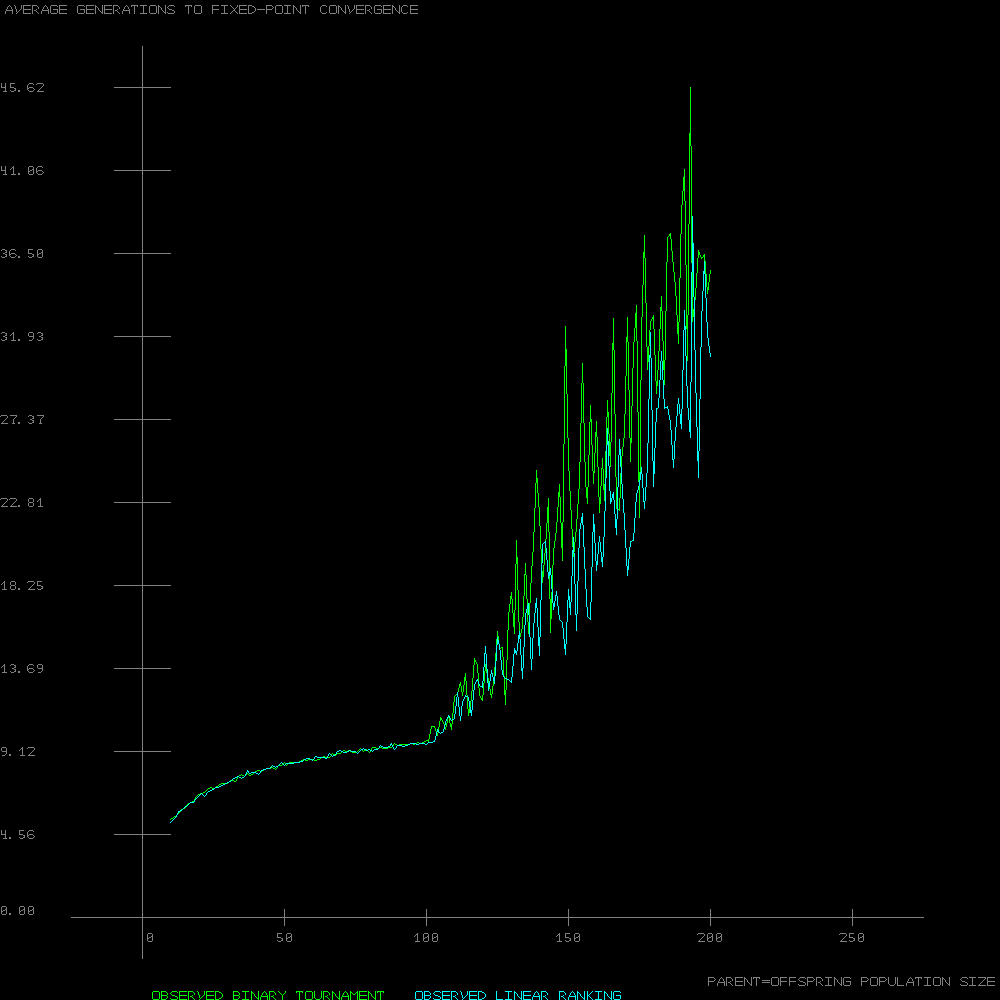 AVERAGE GENERATIONS TO FIXED-POINT CONVERGENCE
45.62
41.06
36.50
31.93
27.37
22.81
18.25
13.69
9.12
4.56
0.00
0 50 100 150 200 250
PARENT=OFFSPRING POPULATION SIZE
OBSERVED BINARY TOURNAMENT OBSERVED LINEAR RANKING